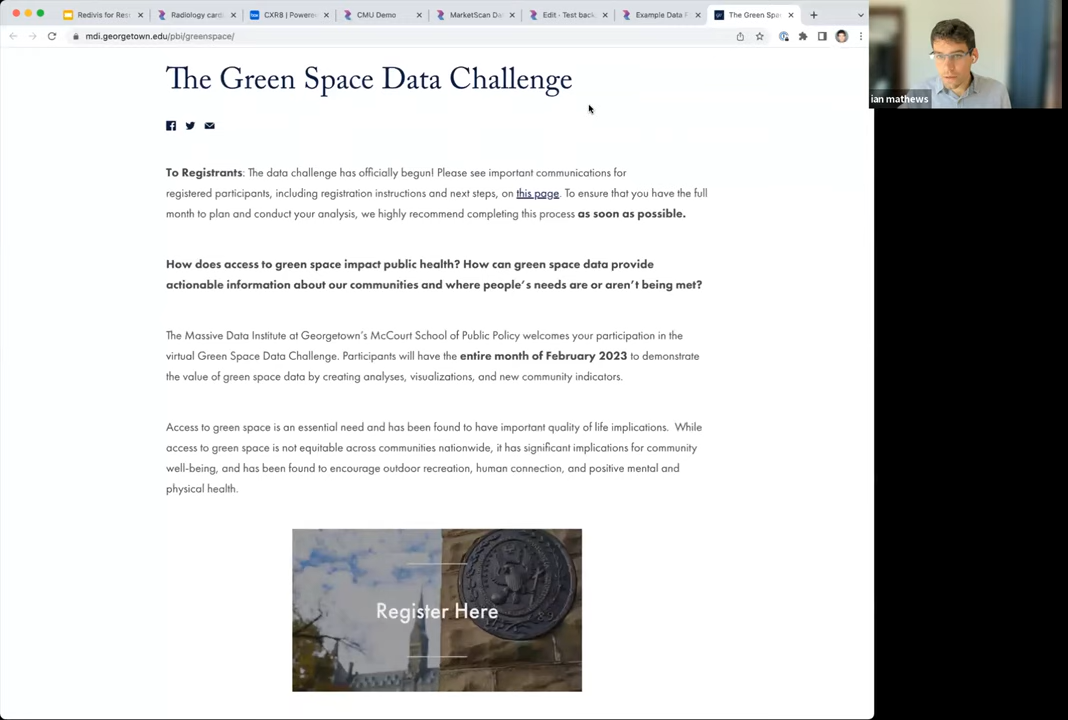 Redivis for Res
Radiology card
CXR8 | Powere
CMU Demo
MarketScan Da
Edit · Test back
Example Data P
The Green Spa
mdi.georgetown.edu/pbi/greenspace/
ian mathews
The Green Space Data Challenge
To Registrants: The data challenge has officially begun! Please see important communications for
registered participants, including registration instructions and next steps, on this page. To ensure that you have the full
month to plan and conduct your analysis, we highly recommend completing this process as soon as possible.
How does access to green space impact public health? How can green space data provide
actionable information about our communities and where people's needs are or aren't being met?
The Massive Data Institute at Georgetown's McCourt School of Public Policy welcomes your participation in the
virtual Green Space Data Challenge. Participants will have the entire month of February 2023 to demonstrate
the value of green space data by creating analyses, visualizations, and new community indicators.
Access to green space is an essential need and has been found to have important quality of life implications. While
access to green space is not equitable across communities nationwide, it has significant implications for community
well-being, and has been found to encourage outdoor recreation, human connection, and positive mental and
physical health.
Register Here